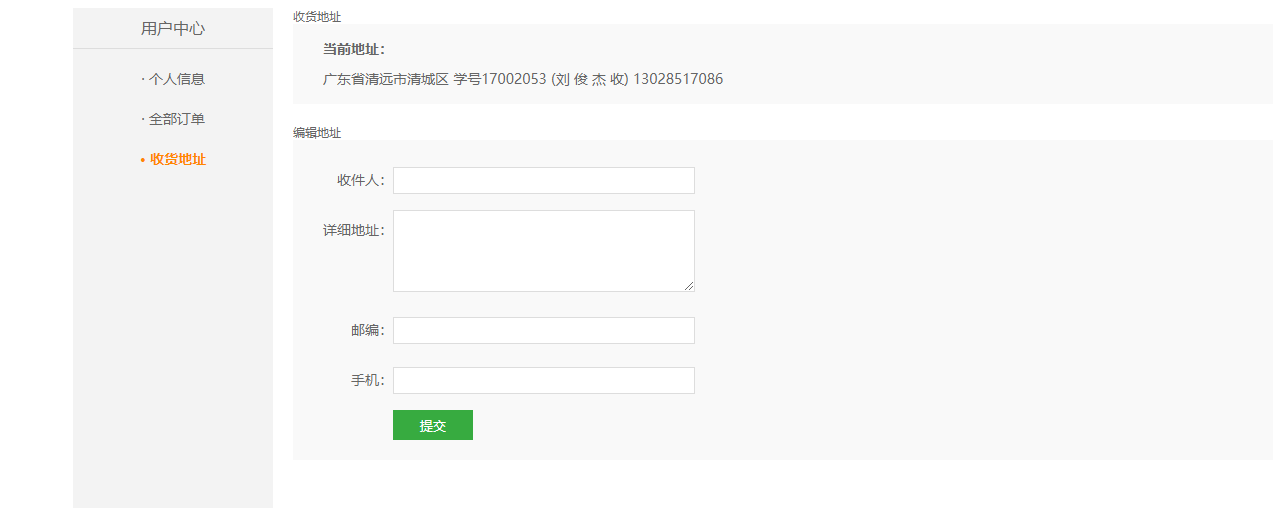 用户中心
· 个人信息
· 全部订单
• 收货地址
收货地址
当前地址：
广东省清远市清城区 学号17002053 (刘 俊 杰 收) 13028517086
编辑地址
收件人：
详细地址：
邮编：
手机：
提交